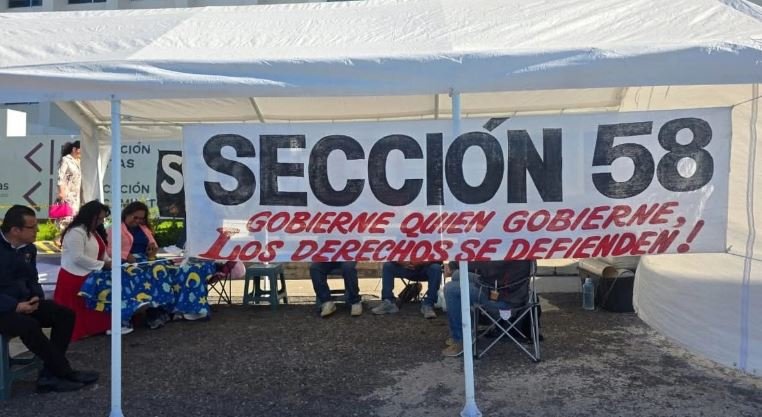 SECCIÓN 58
GOBIERNE QUIEN GOBIERNE,
LOS DERECHOS SE DEFIENDEN!